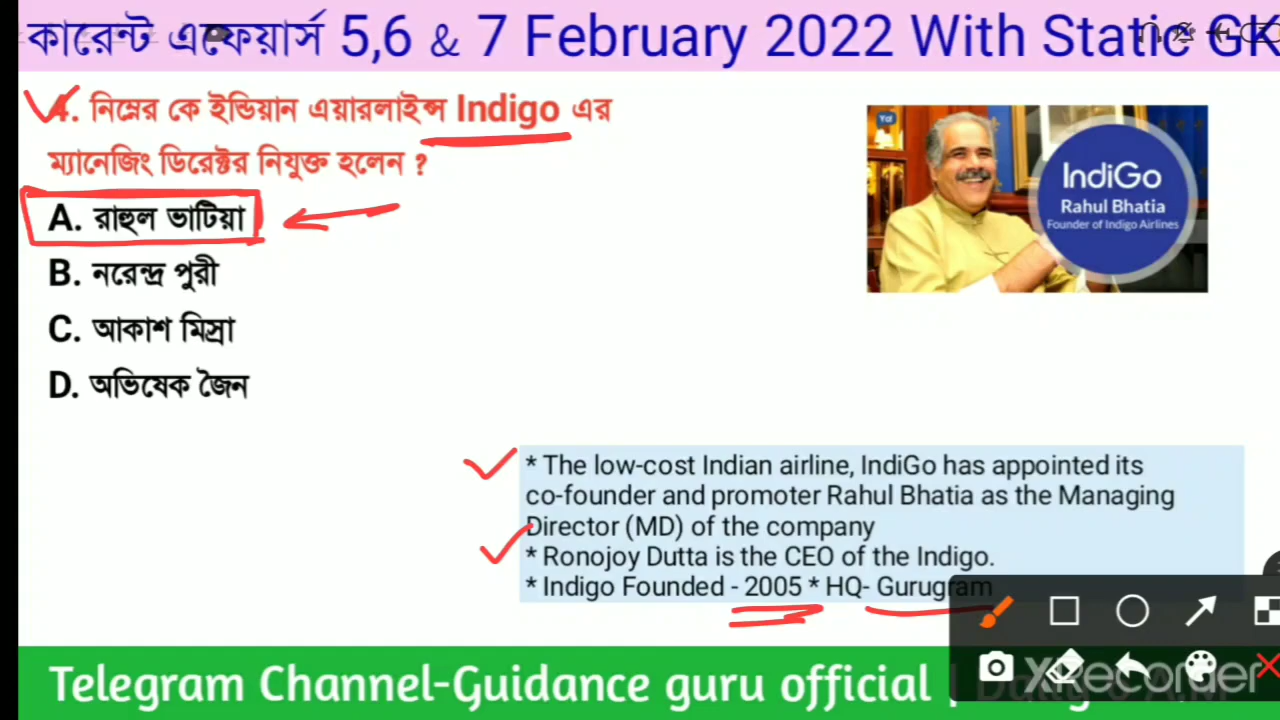 কারেন্ট এফেয়ার্স 5,6 & 7 February 2022 With Static GK
4. নিম্নের কে ইন্ডিয়ান এয়ারলাইন্স Indigo এর
ম্যানেজিং ডিরেক্টর নিযুক্ত হলেন ?
A. রাহুল ভাটিয়া
B. নরেন্দ্র পুরী
C. আকাশ মিস্রা
D. অভিষেক জৈন
YS
IndiGo
Rahul Bhatia
Founder of Indigo Airlines
* The low-cost Indian airline, IndiGo has appointed its
co-founder and promoter Rahul Bhatia as the Managing
Director (MD) of the company
* Ronojoy Dutta is the CEO of the Indigo.
* Indigo Founded - 2005 * HQ- Gurugram
Telegram Channel-Guidance guru official |
XRecorder